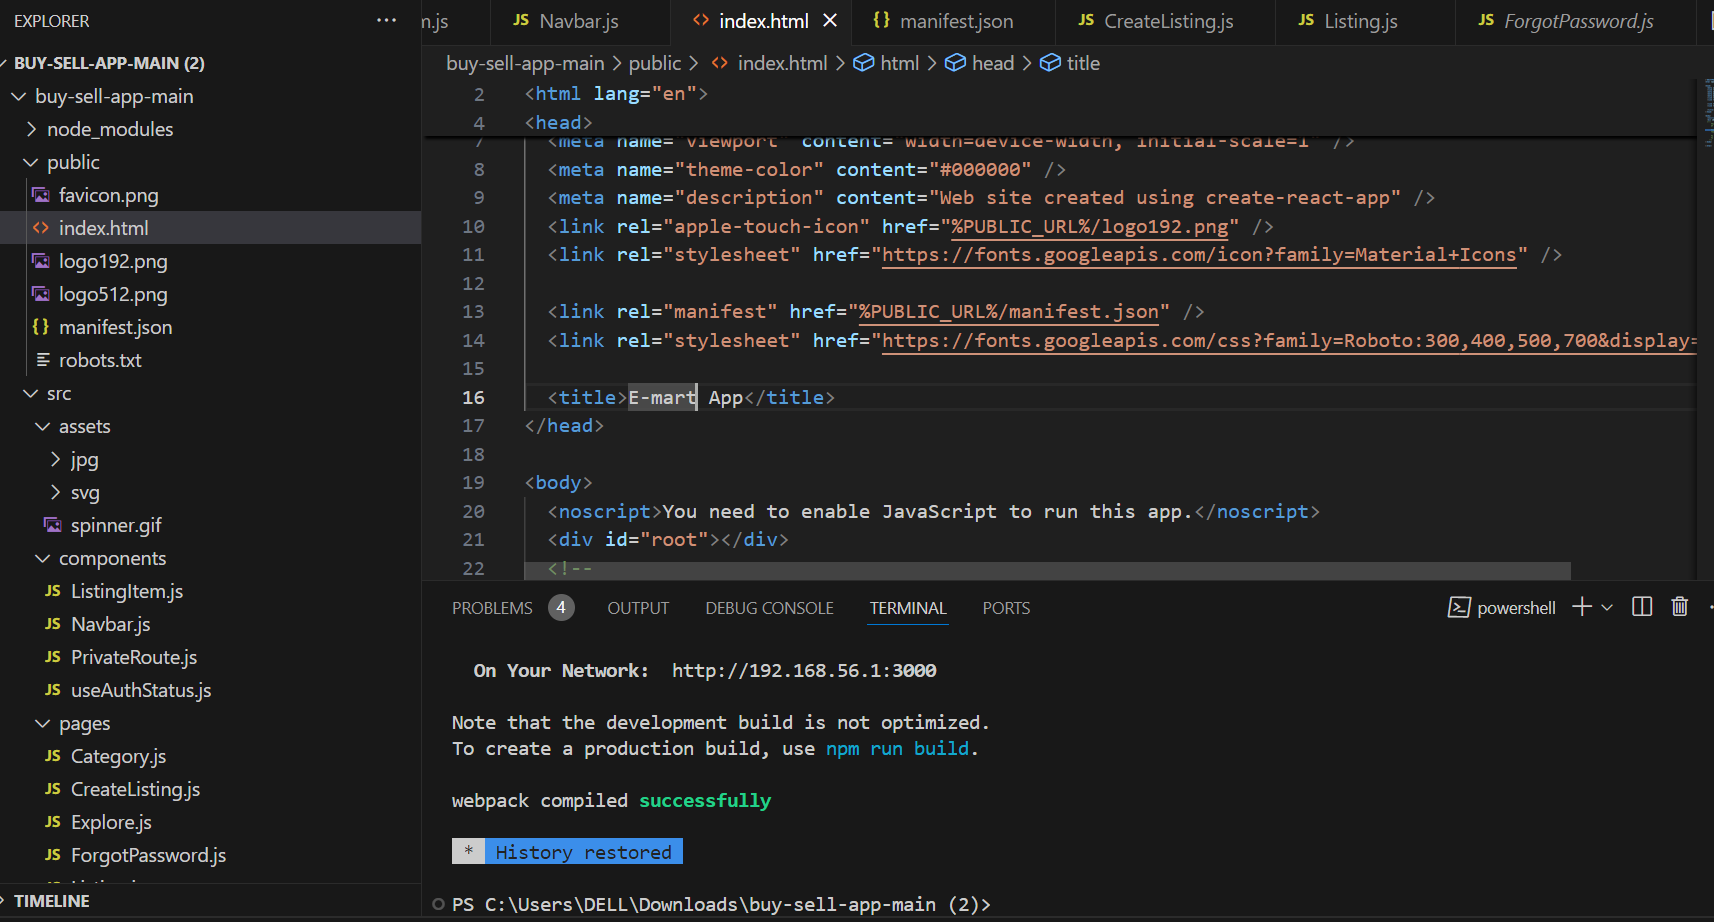 EXPLORER
BUY-SELL-APP-MAIN (2)
buy-sell-app-main
node_modules
public
favicon.png
index.html
logo192.png
logo512.png
manifest.json
robots.txt
src
assets
jpg
svg
spinner.gif
components
JS ListingItem.js
JS Navbar.js
JS PrivateRoute.js
JS useAuthStatus.js
pages
JS Category.js
JS CreateListing.js
JS Explore.js
JS ForgotPassword.js
TIMELINE
m.js JS Navbar.js <> index.html {} manifest.json JS CreateListing.js JS Listing.js JS ForgotPassword.js
buy-sell-app-main > public > <> index.html > html > head > title
2 <html lang="en">
4 <head>
7 <meta name="viewport" content="width=device-width, initial-scale=1" />
8 <meta name="theme-color" content="#000000" />
9 <meta name="description" content="Web site created using create-react-app" />
10 <link rel="apple-touch-icon" href="%PUBLIC_URL%/logo192.png" />
11 <link rel="stylesheet" href="https://fonts.googleapis.com/icon?family=Material+Icons" />
12
13 <link rel="manifest" href="%PUBLIC_URL%/manifest.json" />
14 <link rel="stylesheet" href="https://fonts.googleapis.com/css?family=Roboto:300,400,500,700&display=
15
16 <title>E-mart App</title>
17 </head>
18
19 <body>
20 <noscript>You need to enable JavaScript to run this app.</noscript>
21 <div id="root"></div>
22 <!--
PROBLEMS 4 OUTPUT DEBUG CONSOLE TERMINAL PORTS powershell
On Your Network: http://192.168.56.1:3000
Note that the development build is not optimized.
To create a production build, use npm run build.
webpack compiled successfully
* History restored
PS C:\Users\DELL\Downloads\buy-sell-app-main (2)>